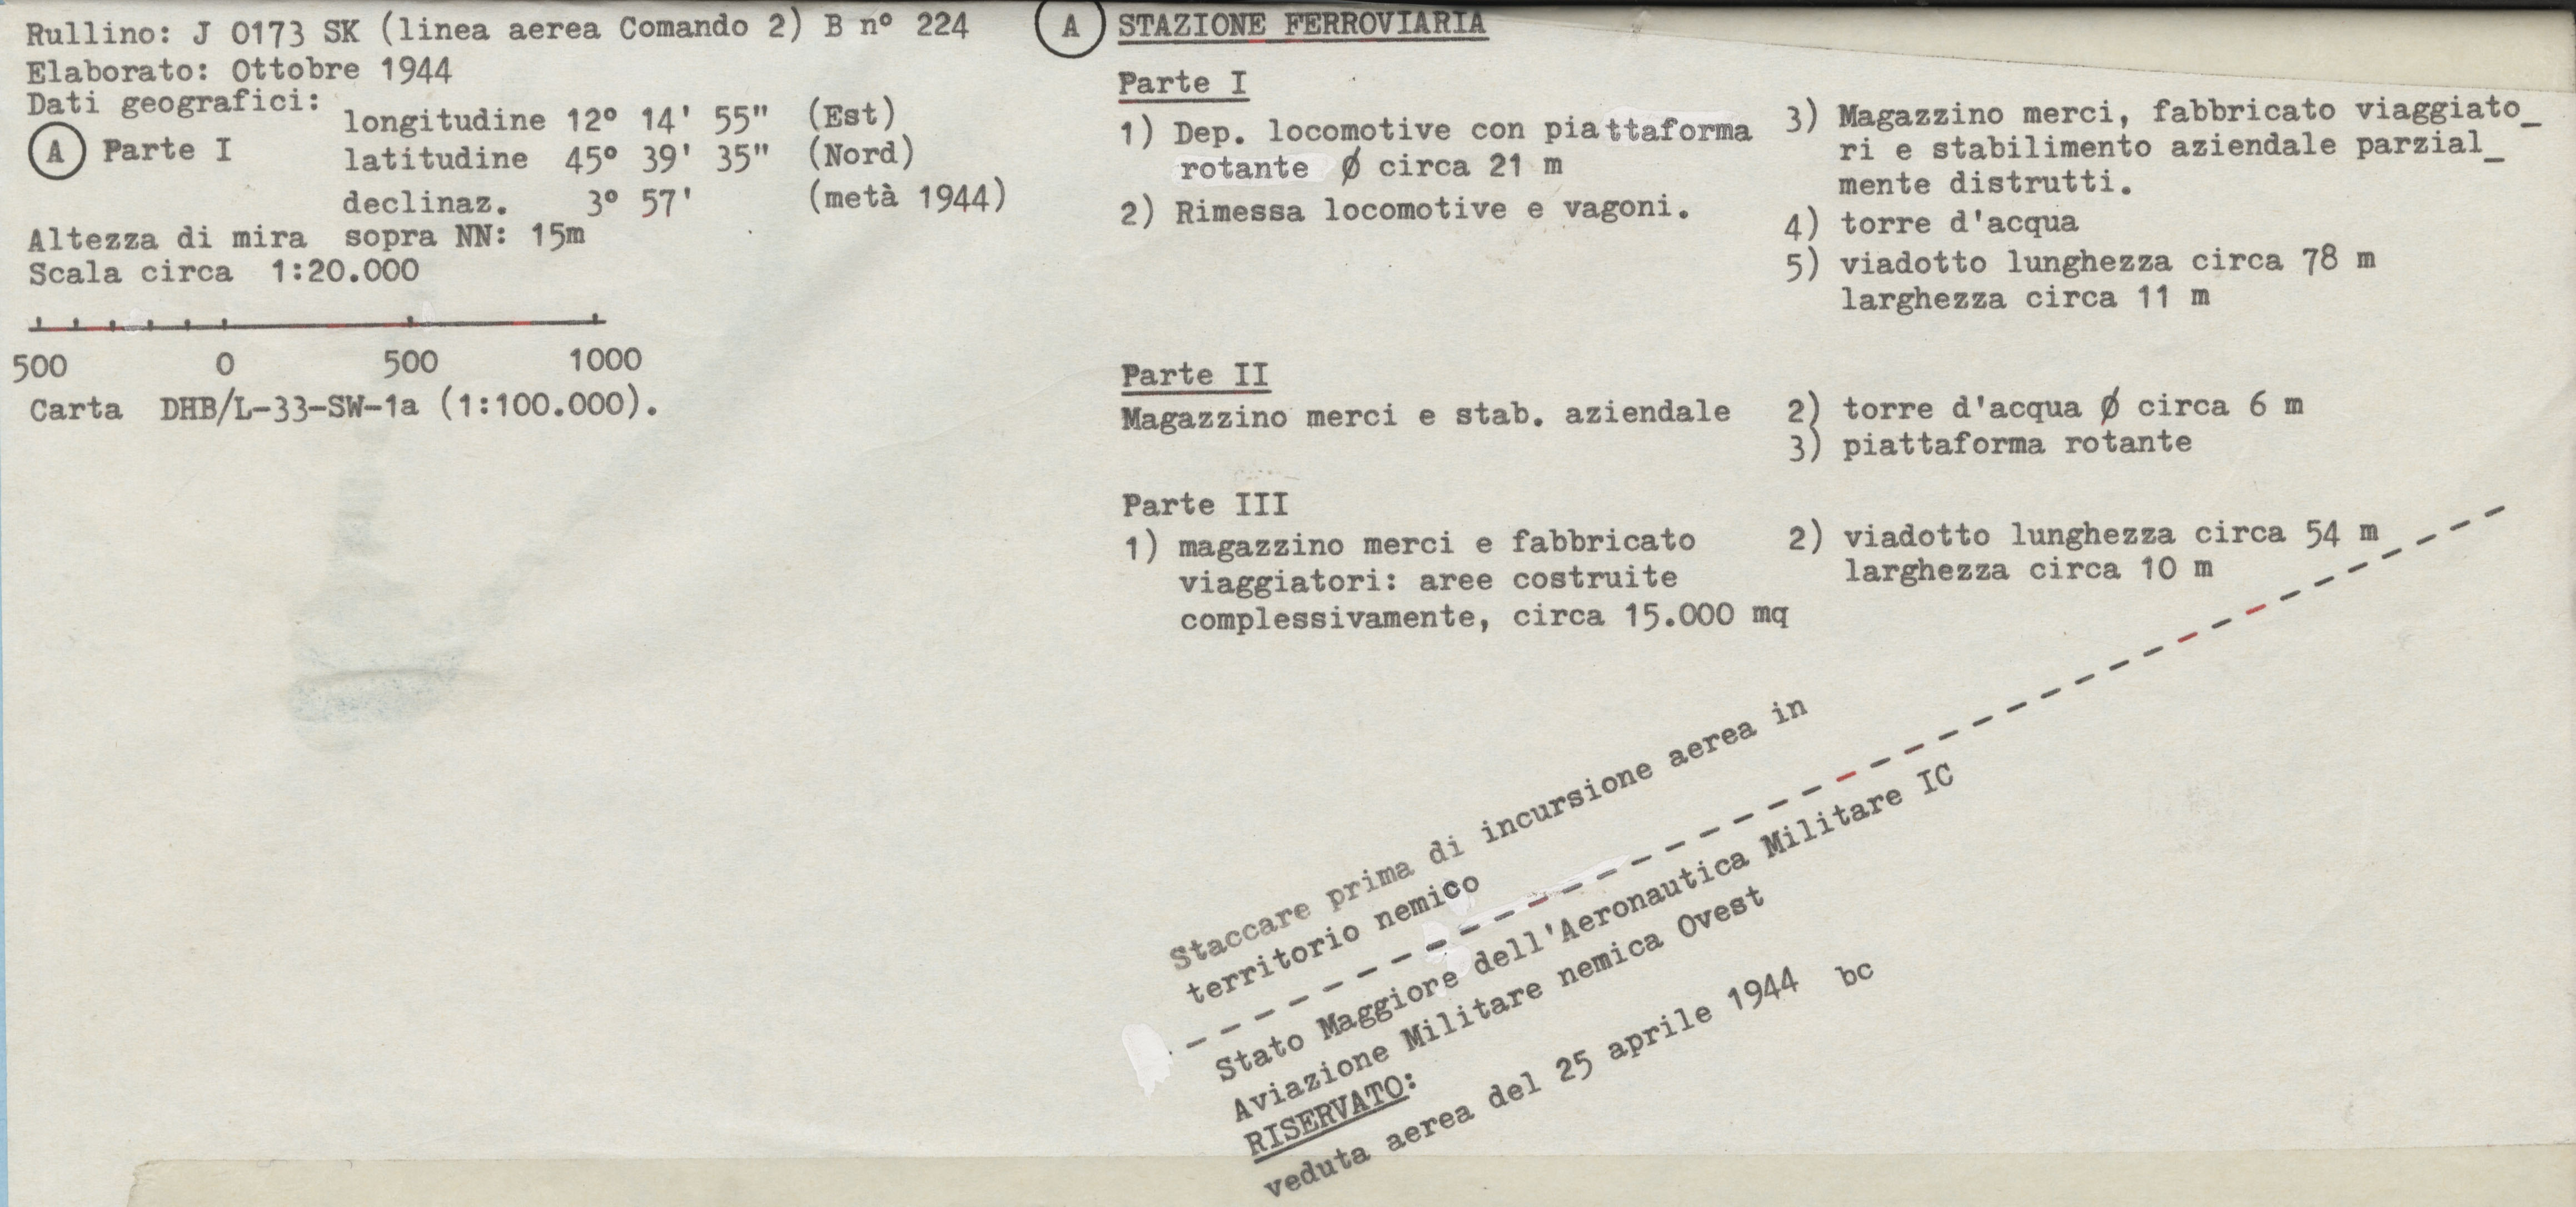 Rullino: J 0173 SK (linea aerea Comando 2) B nº 224
Elaborato: Ottobre 1944
Dati geografici:
longitudine 12º 14' 55" (Est)
A Parte I
latitudine 45º 39' 35" (Nord)
declinaz. 3º 57' (metà 1944)
Altezza di mira sopra NN: 15m
Scala circa 1:20.000
500 0 500 1000
Carta DHB/L-33-SW-1a (1:100.000).
A STAZIONE FERROVIARIA
Parte I
1) Dep. locomotive con piattaforma
rotante Ø circa 21 m
2) Rimessa locomotive e vagoni.
3) Magazzino merci, fabbricato viaggiato_
ri e stabilimento aziendale parzial_
mente distrutti.
4) torre d'acqua
5) viadotto lunghezza circa 78 m
larghezza circa 11 m
Parte II
Magazzino merci e stab. aziendale
2) torre d'acqua Ø circa 6 m
3) piattaforma rotante
Parte III
1) magazzino merci e fabbricato
viaggiatori: aree costruite
complessivamente, circa 15.000 mq
2) viadotto lunghezza circa 54 m
larghezza circa 10 m
Staccare prima di incursione aerea in
territorio nemico
Stato Maggiore dell'Aeronautica Militare IC
Aviazione Militare nemica Ovest
RISERVATO:
veduta aerea del 25 aprile 1944 bc